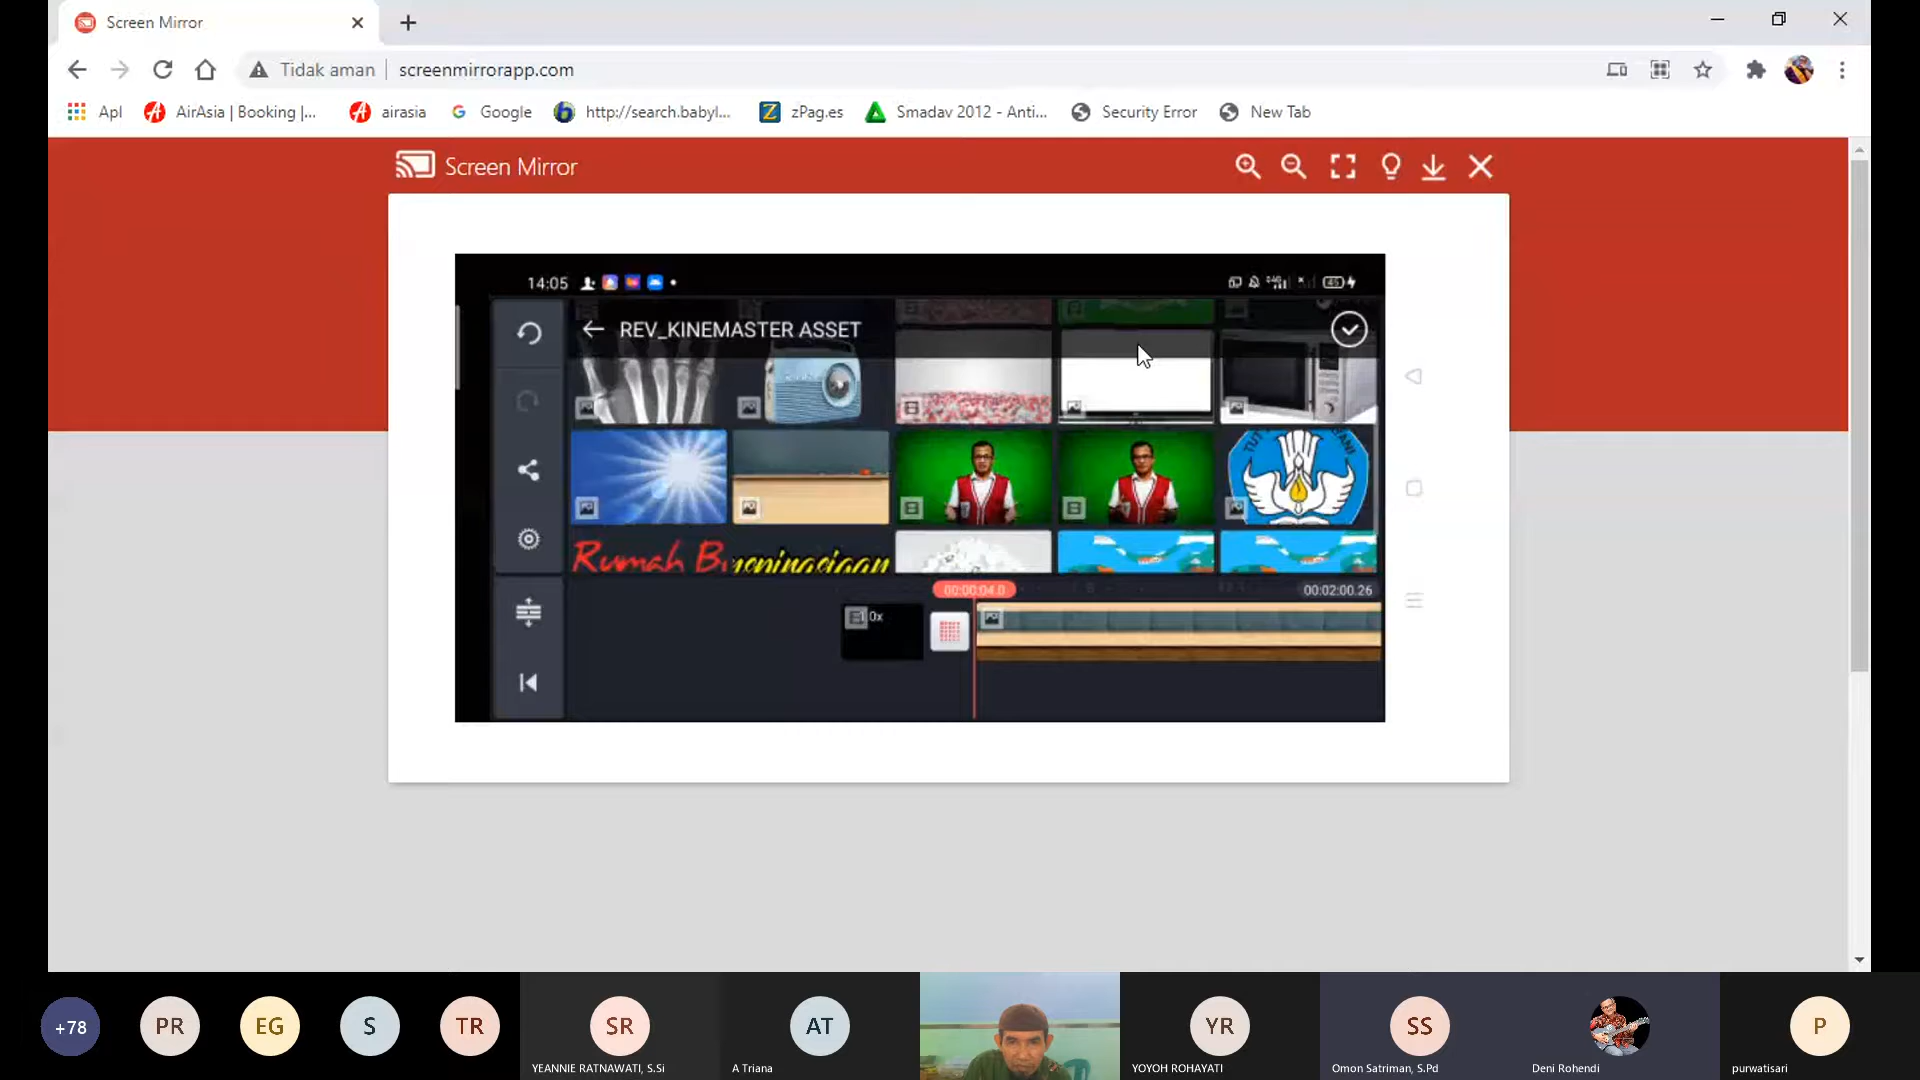 Screen Mirror
Tidak aman
screenmirrorapp.com
Apl
AirAsia | Booking |...
airasia
Google
http://search.babyl...
zPag.es
Smadav 2012 - Anti...
Security Error
New Tab
Screen Mirror
14:05
REV_KINEMASTER ASSET
Rumah B
00:00:04.0
00:02:00.26
+78
PR
EG
S
TR
SR
AT
YR
SS
P
YEANNIE RATNAWATI, S.Si
A Triana
YOYOH ROHAYATI
Omon Satriman, S.Pd
Deni Rohendi
purwatisari